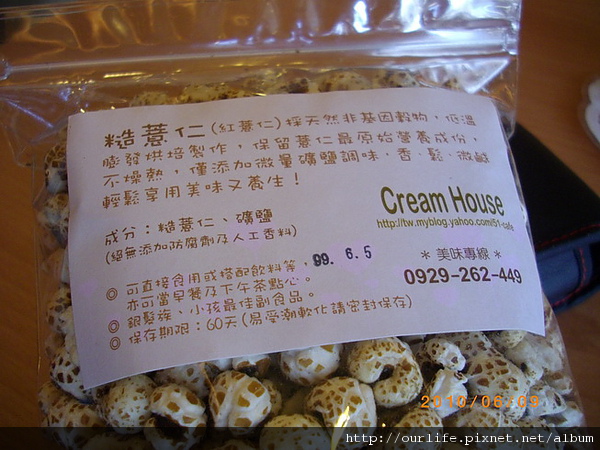 糙薏仁(紅薏仁)採天然非基因穀物，低溫
膨發烘培製作，保留薏仁最原始營養成份，
不燥熱，僅添加微量礦鹽調味，香．鬆．微鹹
輕鬆享用美味又養生！
Cream House
http://tw.myblog.yahoo.com/51-cafe
成分：糙薏仁、礦鹽
(絕無添加防腐劑及人工香料)
99. 6. 5
＊美味專線＊
0929-262-449
◎ 可直接食用或搭配飲料等，
亦可當早餐及下午茶點心。
◎ 銀髮族、小孩最佳副食品。
◎ 保存期限：60天(易受潮軟化請密封保存)
2010/06/09
http://ourlife.pixnet.net/album